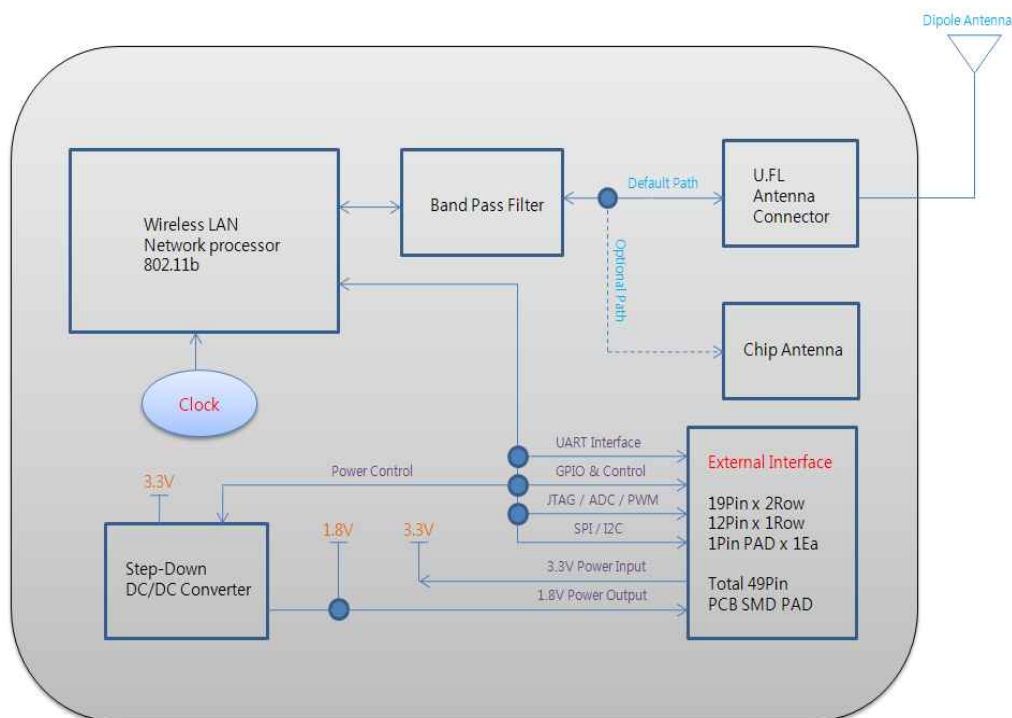 Dipole Antenna
Wireless LAN
Network processor
802.11b
Band Pass Filter
Default Path
U.FL
Antenna
Connector
Optional Path
Chip Antenna
Clock
UART Interface
Power Control
GPIO & Control
JTAG / ADC / PWM
SPI / I2C
3.3V
1.8V
3.3V
3.3V Power Input
1.8V Power Output
Step-Down
DC/DC Converter
External Interface
19Pin x 2Row
12Pin x 1Row
1Pin PAD x 1Ea
Total 49Pin
PCB SMD PAD